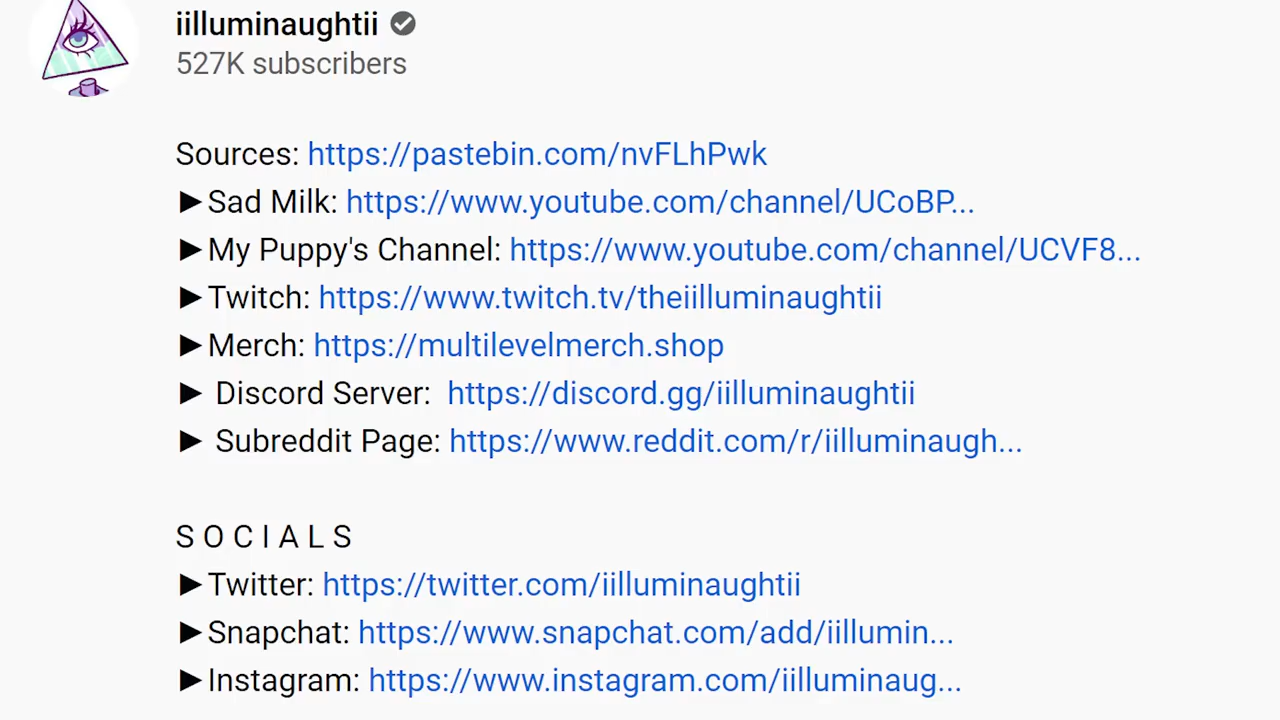 iilluminaughtii
527K subscribers
Sources: https://pastebin.com/nvFLhPwk
►Sad Milk: https://www.youtube.com/channel/UCoBP...
►My Puppy's Channel: https://www.youtube.com/channel/UCVF8...
►Twitch: https://www.twitch.tv/theiilluminaughtii
►Merch: https://multilevelmerch.shop
► Discord Server:  https://discord.gg/iilluminaughtii
► Subreddit Page: https://www.reddit.com/r/iilluminaugh...
S O C I A L S
►Twitter: https://twitter.com/iilluminaughtii
►Snapchat: https://www.snapchat.com/add/iillumin...
►Instagram: https://www.instagram.com/iilluminaug...